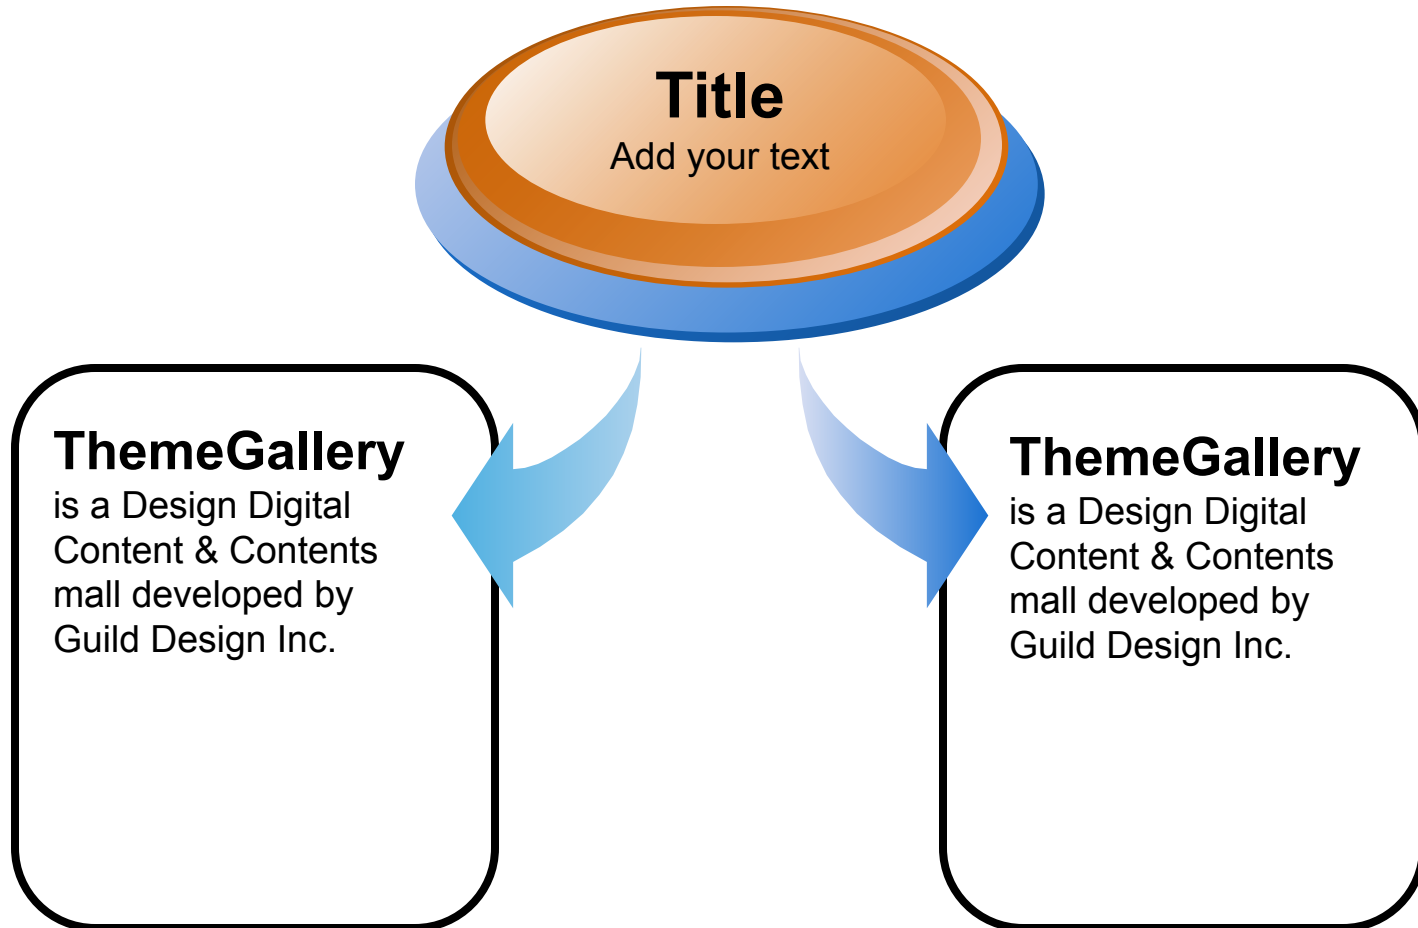 Title
Add your text
ThemeGallery
is a Design Digital
Content & Contents
mall developed by
Guild Design Inc.
ThemeGallery
is a Design Digital
Content & Contents
mall developed by
Guild Design Inc.